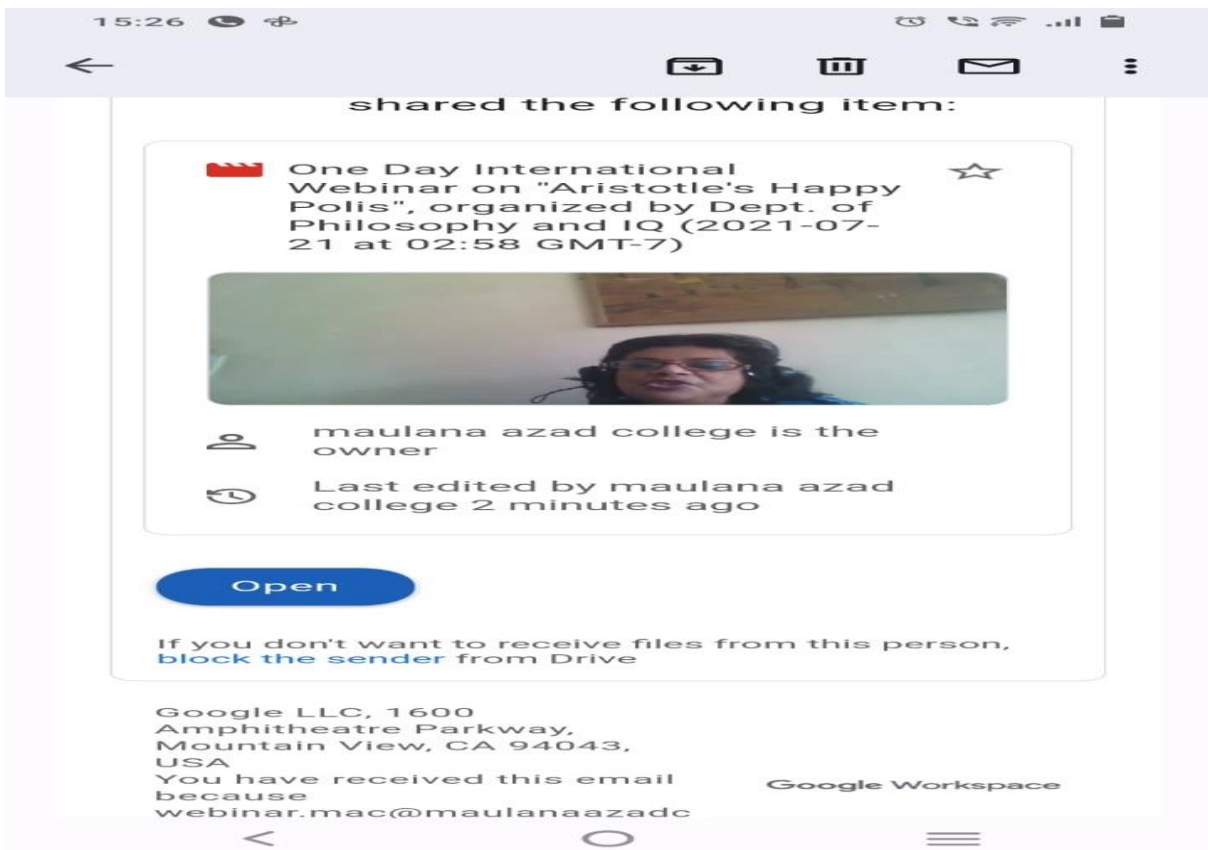 15:26
shared the following item:
One Day International
Webinar on "Aristotle's Happy
Polis", organized by Dept. of
Philosophy and IQ (2021-07-
21 at 02:58 GMT-7)
maulana azad college is the
owner
Last edited by maulana azad
college 2 minutes ago
Open
If you don't want to receive files from this person,
block the sender from Drive
Google LLC, 1600
Amphitheatre Parkway,
Mountain View, CA 94043,
USA
You have received this email
because
webinar.mac@maulanaazadc
Google Workspace